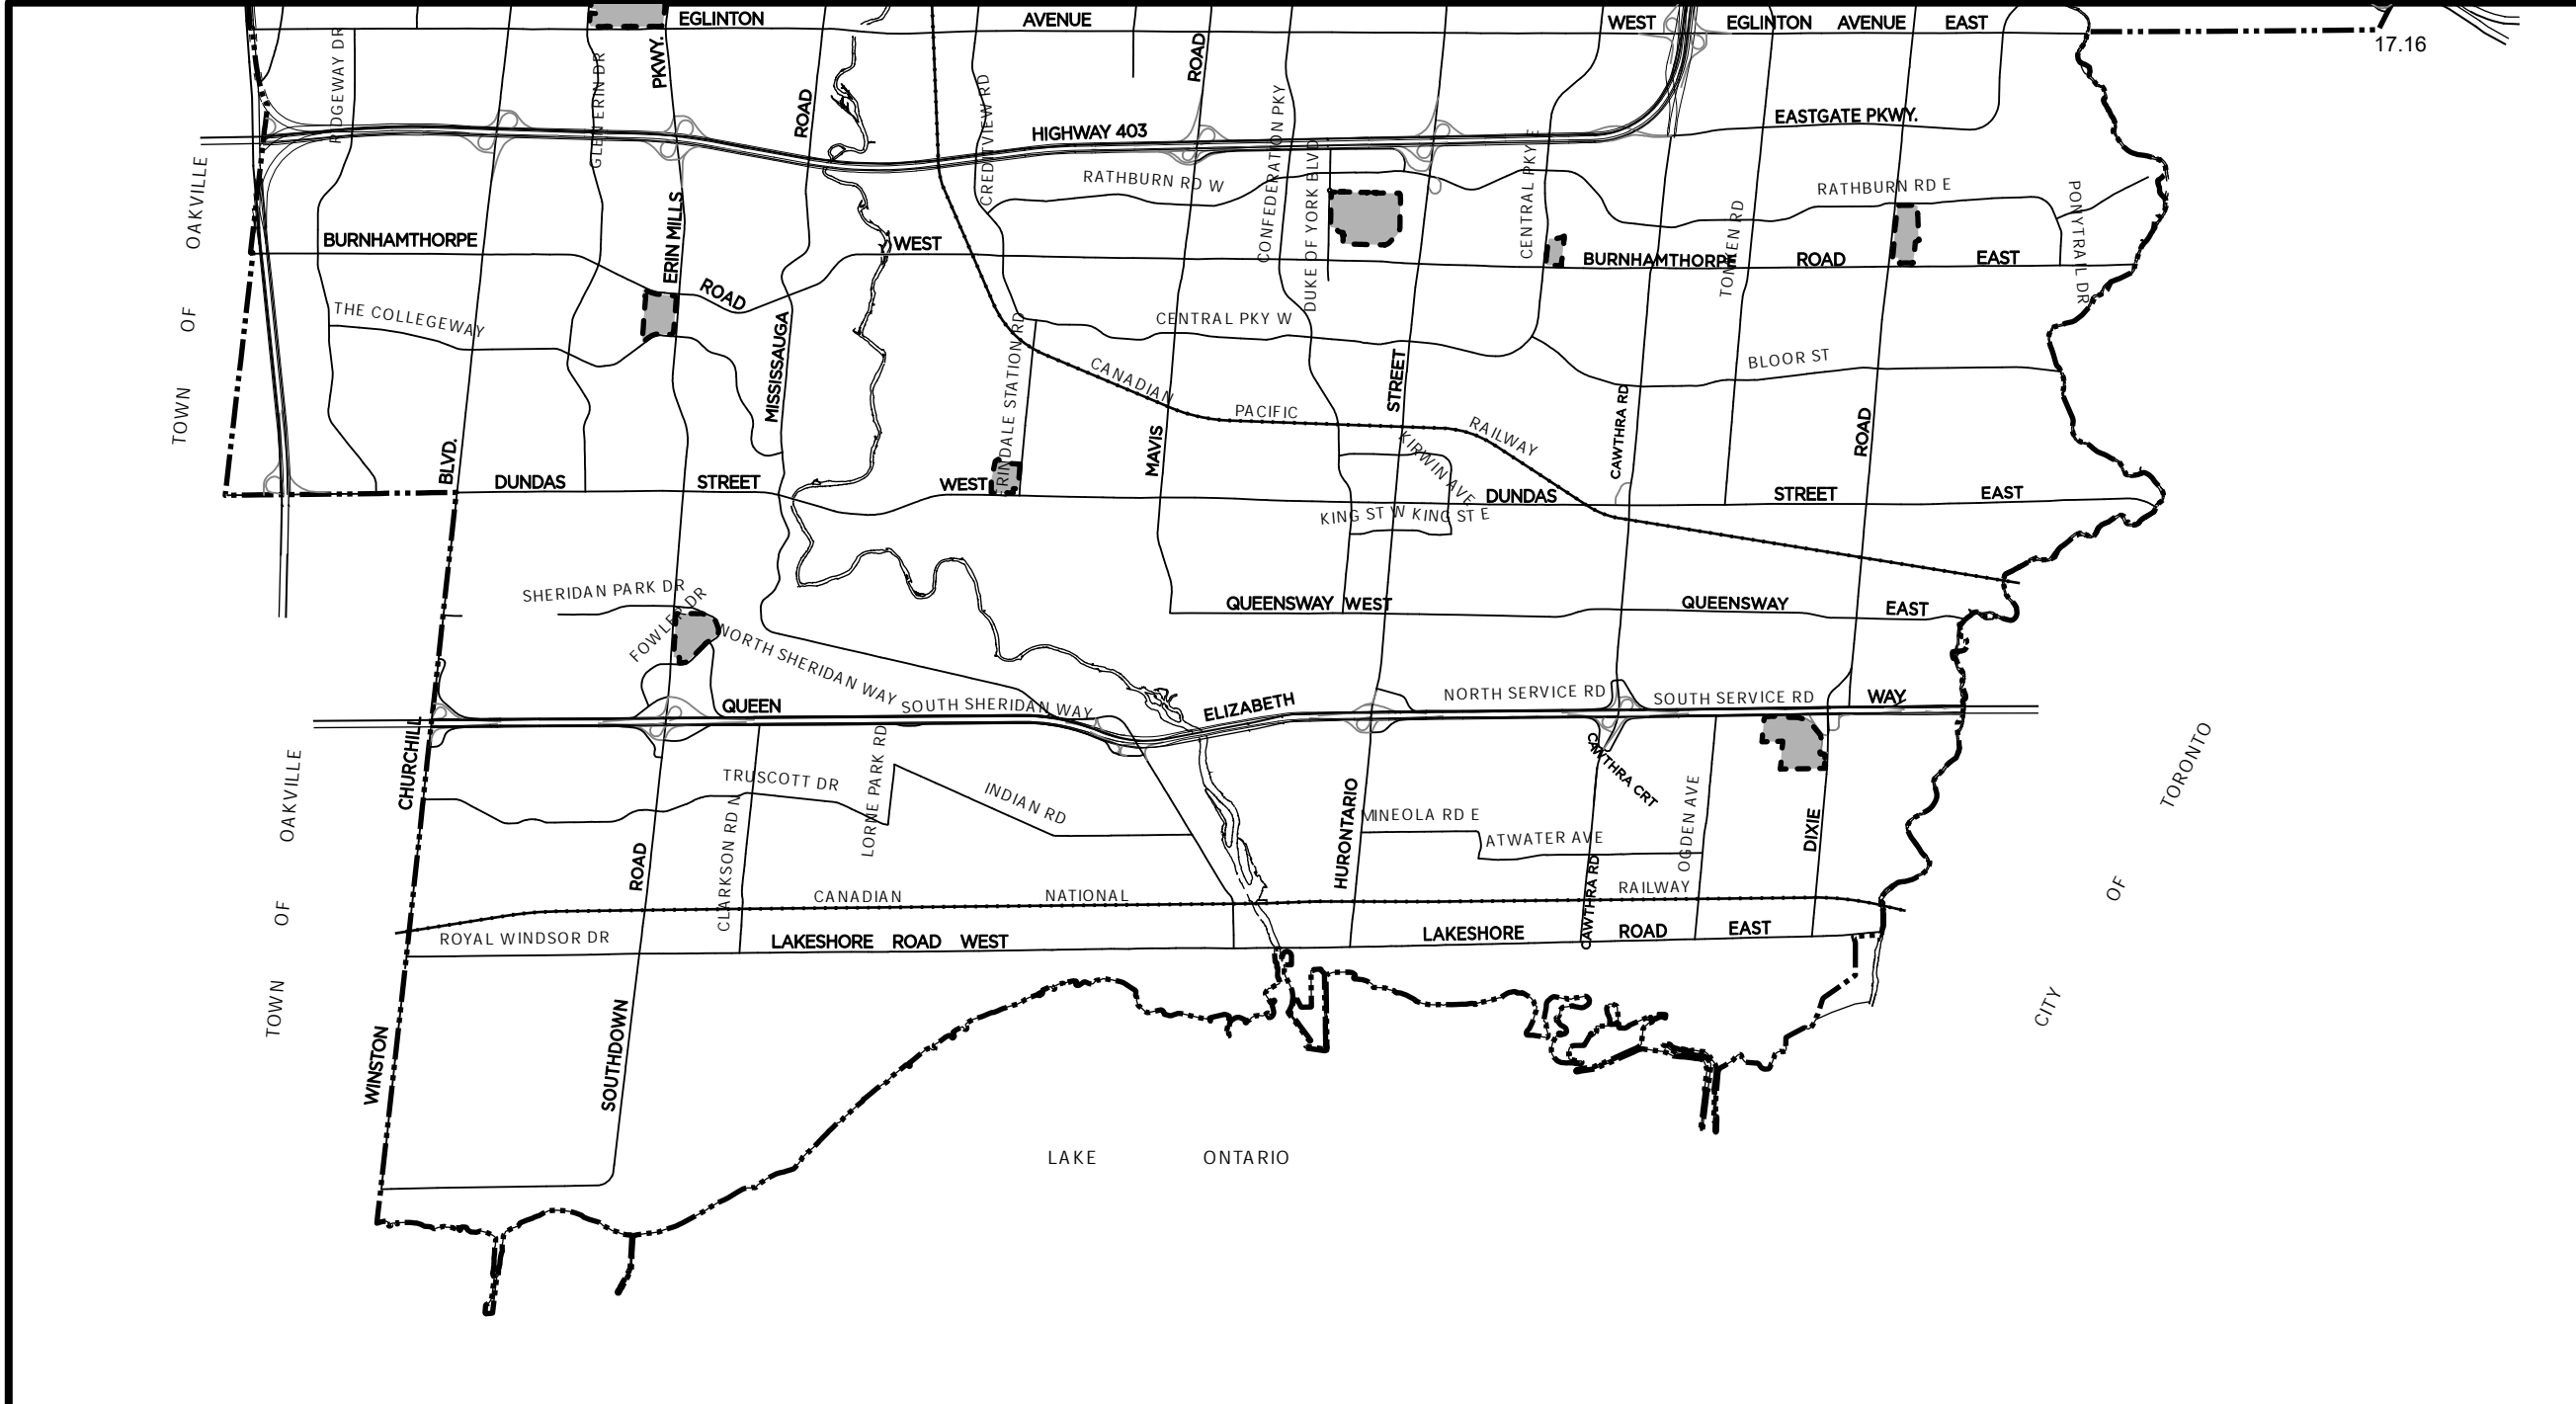 EGLINTON AVENUE WEST EGLINTON AVENUE EAST
17.16
RIDGEWAY DR
GLEN ERIN DR
PKWY.
ROAD
CREDITVIEW RD
ROAD
CONFEDERATION PKY
DUKE OF YORK BLVD
CENTRAL PKY E
HIGHWAY 403
EASTGATE PKWY.
RATHBURN RD W
RATHBURN RD E
PONYTRAIL DR
TOMKEN RD
TOWN OF OAKVILLE
BURNHAMTHORPE
ROAD
WEST
BURNHAMTHORPE ROAD EAST
ERIN MILLS
THE COLLEGEWAY
MISSISSAUGA
ERINDALE STATION RD
CENTRAL PKY W
BLOOR ST
CANADIAN PACIFIC RAILWAY
STREET
CAWTHRA RD
ROAD
MAVIS
KIRWIN AVE
BLVD.
DUNDAS STREET WEST
DUNDAS STREET EAST
KING ST W KING ST E
SHERIDAN PARK DR
FOWLER DR
NORTH SHERIDAN WAY
QUEENSWAY WEST
QUEENSWAY EAST
QUEEN ELIZABETH WAY
SOUTH SHERIDAN WAY
NORTH SERVICE RD
SOUTH SERVICE RD
CHURCHILL
TOWN OF OAKVILLE
CAWTHRA CRT
CITY OF TORONTO
TRUSCOTT DR
LORNE PARK RD
INDIAN RD
CLARKSON RD N
HURONTARIO
MINEOLA RD E
ATWATER AVE
OGDEN AVE
DIXIE
ROAD
CAWTHRA RD
CANADIAN NATIONAL RAILWAY
ROYAL WINDSOR DR
LAKESHORE ROAD WEST
LAKESHORE ROAD EAST
WINSTON
SOUTHDOWN
LAKE ONTARIO